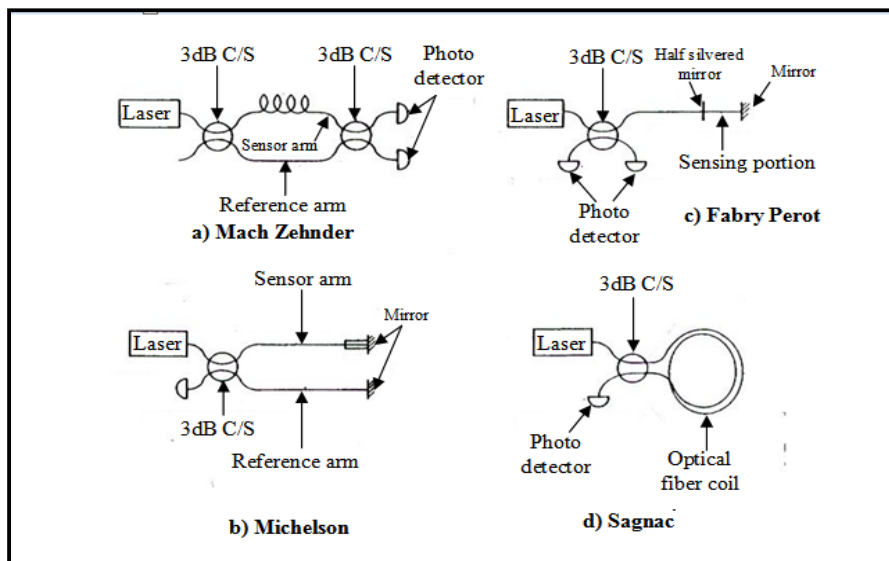 3dB C/S
3dB C/S
Photo
detector
Laser
Sensor arm
Reference arm
a) Mach Zehnder
3dB C/S
Half silvered
mirror
Mirror
Laser
Sensing portion
Photo
detector
c) Fabry Perot
Sensor arm
Mirror
Laser
3dB C/S
Reference arm
b) Michelson
3dB C/S
Laser
Photo
detector
Optical
fiber coil
d) Sagnac